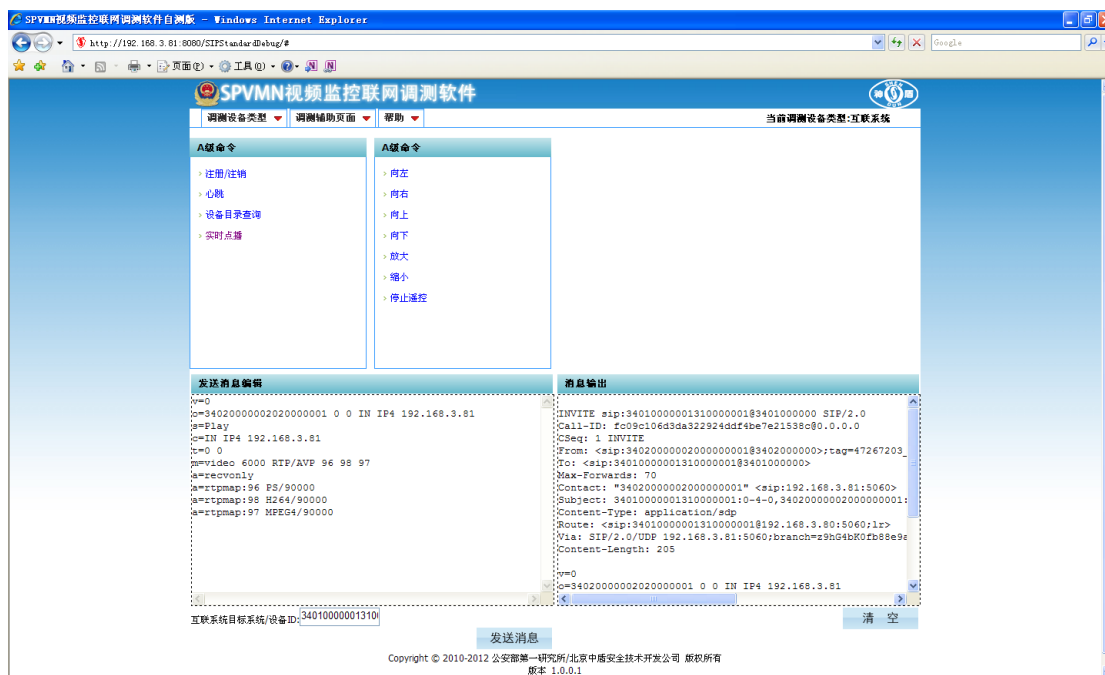 SPVMN视频监控联网调测软件自测版 - Windows Internet Explorer
http://192.168.3.81:8080/SIPStandardDebug/#
Google
页面(P) 工具(O)
SPVMN视频监控联网调测软件
调测设备类型 调测辅助页面 帮助 当前调测设备类型:互联系统
A级命令 A级命令
注册/注销 向左
心跳 向右
设备目录查询 向上
实时点播 向下
放大
缩小
停止遥控
发送消息编辑
v=0
o=34020000002020000001 0 0 IN IP4 192.168.3.81
s=Play
c=IN IP4 192.168.3.81
t=0 0
m=video 6000 RTP/AVP 96 98 97
a=recvonly
a=rtpmap:96 PS/90000
a=rtpmap:98 H264/90000
a=rtpmap:97 MPEG4/90000
消息输出
INVITE sip:34010000001310000001@3401000000 SIP/2.0
Call-ID: fc09c106d3da322924ddf4be7e21538c@0.0.0.0
CSeq: 1 INVITE
From: <sip:34020000002000000001@3402000000>;tag=47267203_
To: <sip:34010000001310000001@3401000000>
Max-Forwards: 70
Contact: "34020000002000000001" <sip:192.168.3.81:5060>
Subject: 34010000001310000001:0-4-0,34020000002000000001:
Content-Type: application/sdp
Route: <sip:34010000001310000001@192.168.3.80:5060;lr>
Via: SIP/2.0/UDP 192.168.3.81:5060;branch=z9hG4bK0fb88e9a
Content-Length: 205
v=0
o=34020000002020000001 0 0 IN IP4 192.168.3.81
互联系统目标系统/设备ID: 3401000000131000
清 空
发送消息
Copyright © 2010-2012 公安部第一研究所/北京中盾安全技术开发公司 版权所有
版本 1.0.0.1